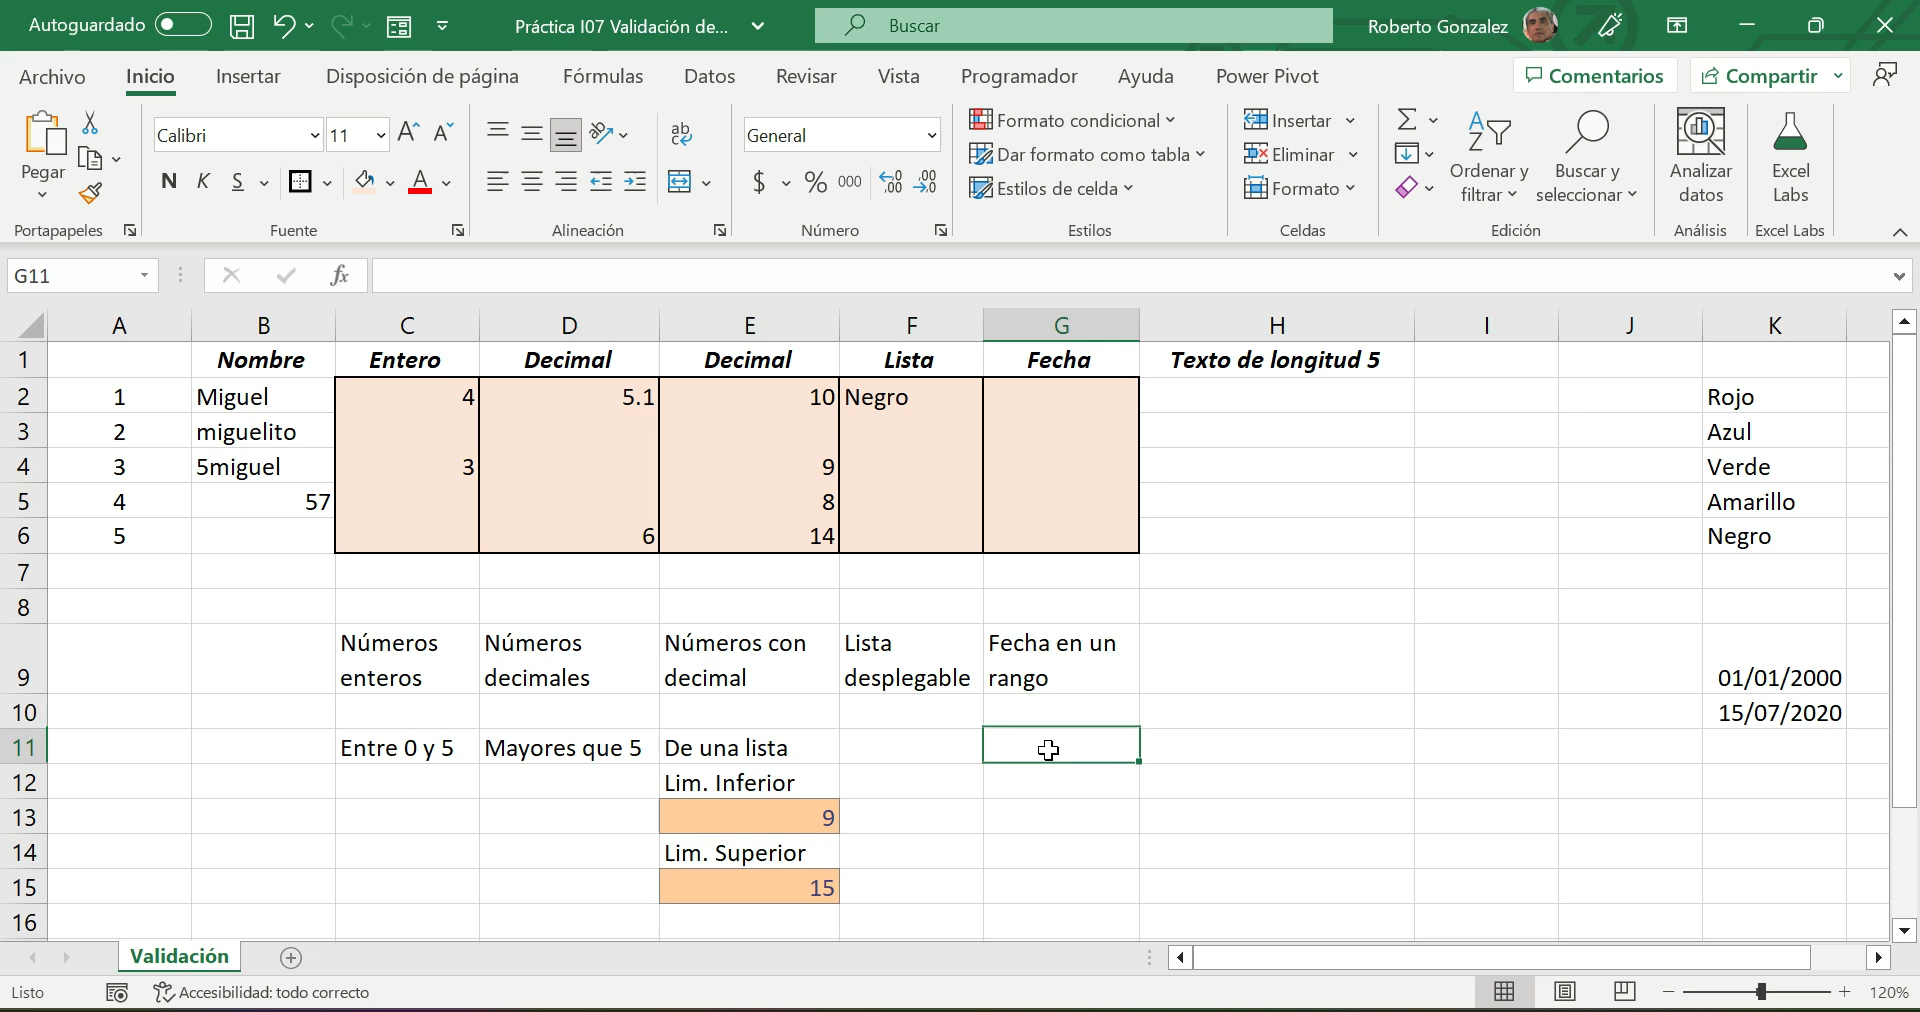 Autoguardado
Práctica I07 Validación de...
Buscar
Roberto Gonzalez
Archivo Inicio Insertar Disposición de página Fórmulas Datos Revisar Vista Programador Ayuda Power Pivot
Comentarios
Compartir
Pegar
Portapapeles
Calibri 11
N K S
Fuente
ab
Alineación
General
$ % 000
Número
Formato condicional
Dar formato como tabla
Estilos de celda
Estilos
Insertar
Eliminar
Formato
Celdas
Ordenar y filtrar
Buscar y seleccionar
Edición
Analizar datos
Análisis
Excel Labs
Excel Labs
G11
fx
A B C D E F G H I J K
1 Nombre Entero Decimal Decimal Lista Fecha Texto de longitud 5
2 1 Miguel 4 5.1 10 Negro Rojo
3 2 miguelito Azul
4 3 5miguel 3 9 Verde
5 4 57 8 Amarillo
6 5 6 14 Negro
7
8
Números Números Números con Lista Fecha en un
9 enteros decimales decimal desplegable rango 01/01/2000
10 15/07/2020
11 Entre 0 y 5 Mayores que 5 De una lista
12 Lim. Inferior
13 9
14 Lim. Superior
15 15
16
Validación
Listo
Accesibilidad: todo correcto
120%